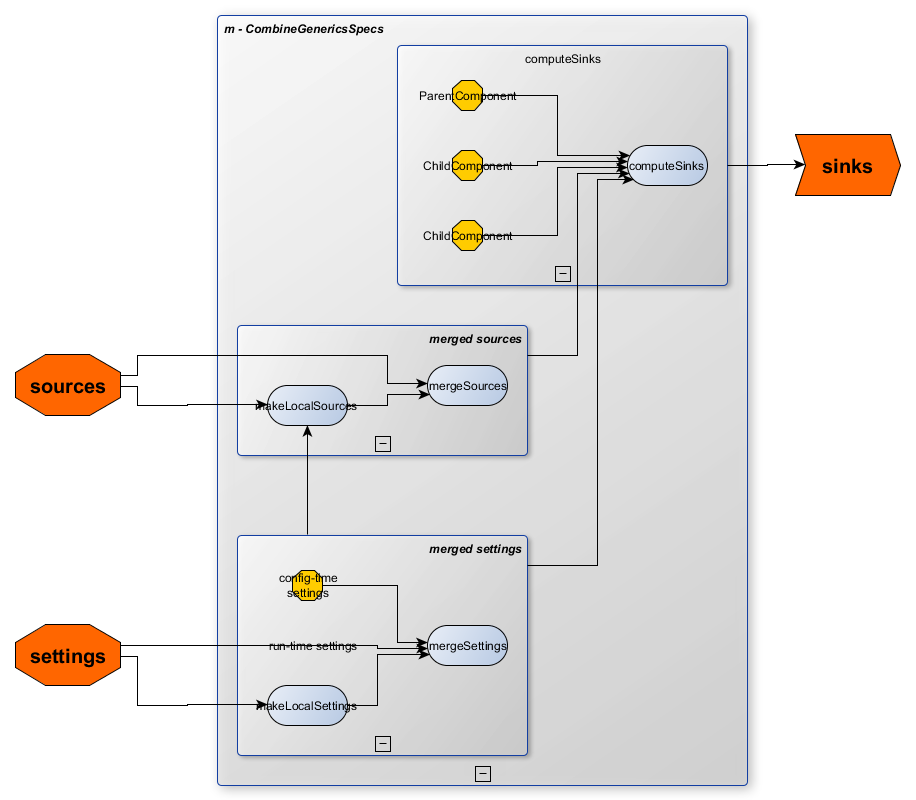 m - CombineGenericsSpecs
computeSinks
ParentComponent
ChildComponent
computeSinks
sinks
ChildComponent
merged sources
sources
mergeSources
makeLocalSources
merged settings
config-time
settings
run-time settings
mergeSettings
settings
makeLocalSettings